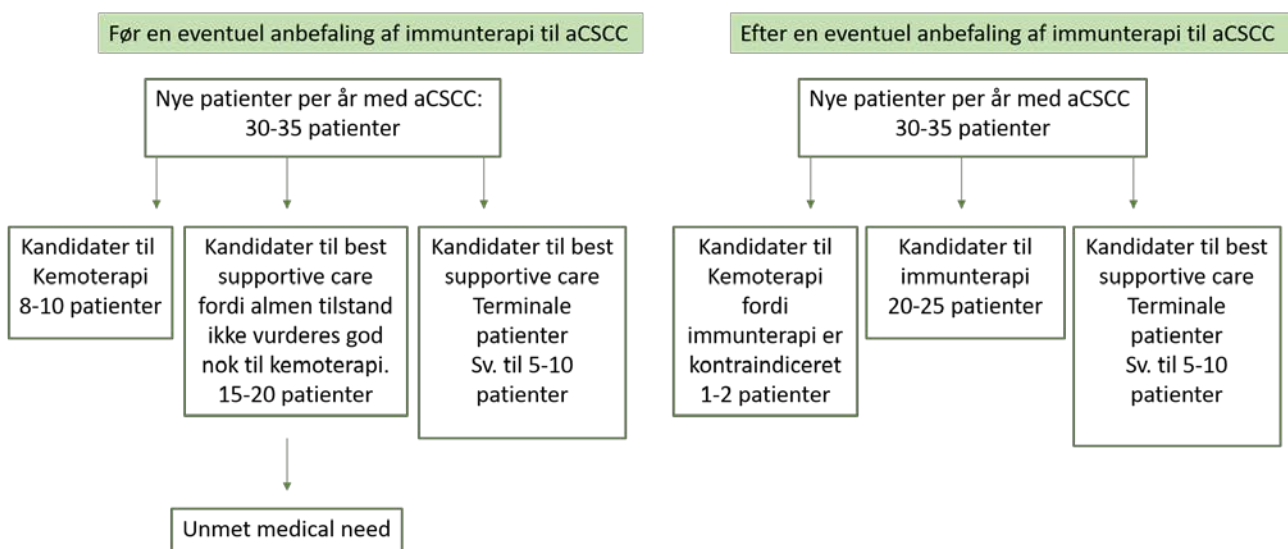 Før en eventuel anbefaling af immunterapi til aCSCC
Nye patienter per år med aCSCC:
30-35 patienter
Kandidater til
Kemoterapi
8-10 patienter
Kandidater til best
supportive care
fordi almen tilstand
ikke vurderes god
nok til kemoterapi.
15-20 patienter
Kandidater til best
supportive care
Terminale
patienter
Sv. til 5-10
patienter
Unmet medical need
Efter en eventuel anbefaling af immunterapi til aCSCC
Nye patienter per år med aCSCC
30-35 patienter
Kandidater til
Kemoterapi
fordi
immunterapi er
kontraindiceret
1-2 patienter
Kandidater til
immunterapi
20-25 patienter
Kandidater til best
supportive care
Terminale
patienter
Sv. til 5-10
patienter